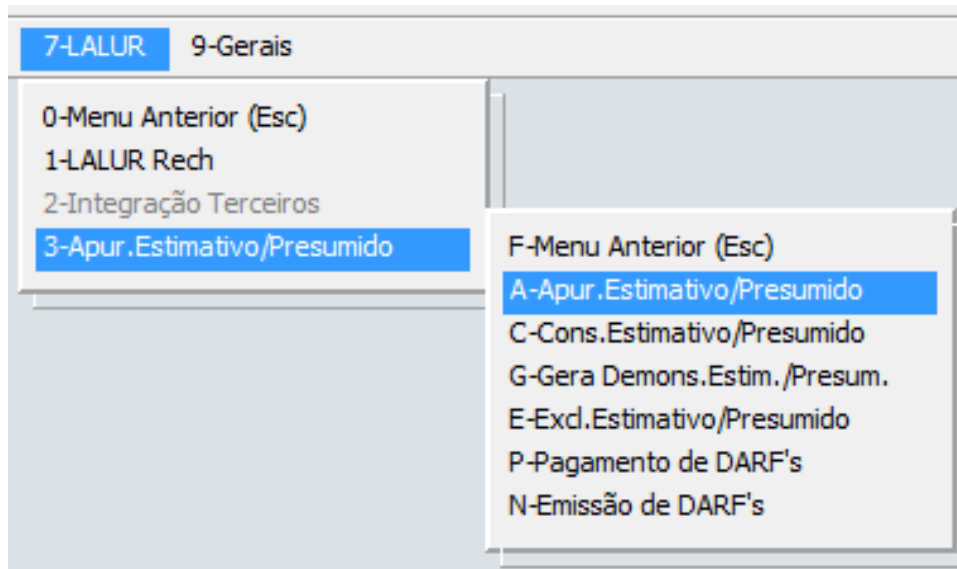 7-LALUR 9-Gerais
0-Menu Anterior (Esc)
1-LALUR Rech
2-Integração Terceiros
3-Apur.Estimativo/Presumido
F-Menu Anterior (Esc)
A-Apur.Estimativo/Presumido
C-Cons.Estimativo/Presumido
G-Gera Demons.Estim./Presum.
E-Excl.Estimativo/Presumido
P-Pagamento de DARF's
N-Emissão de DARF's